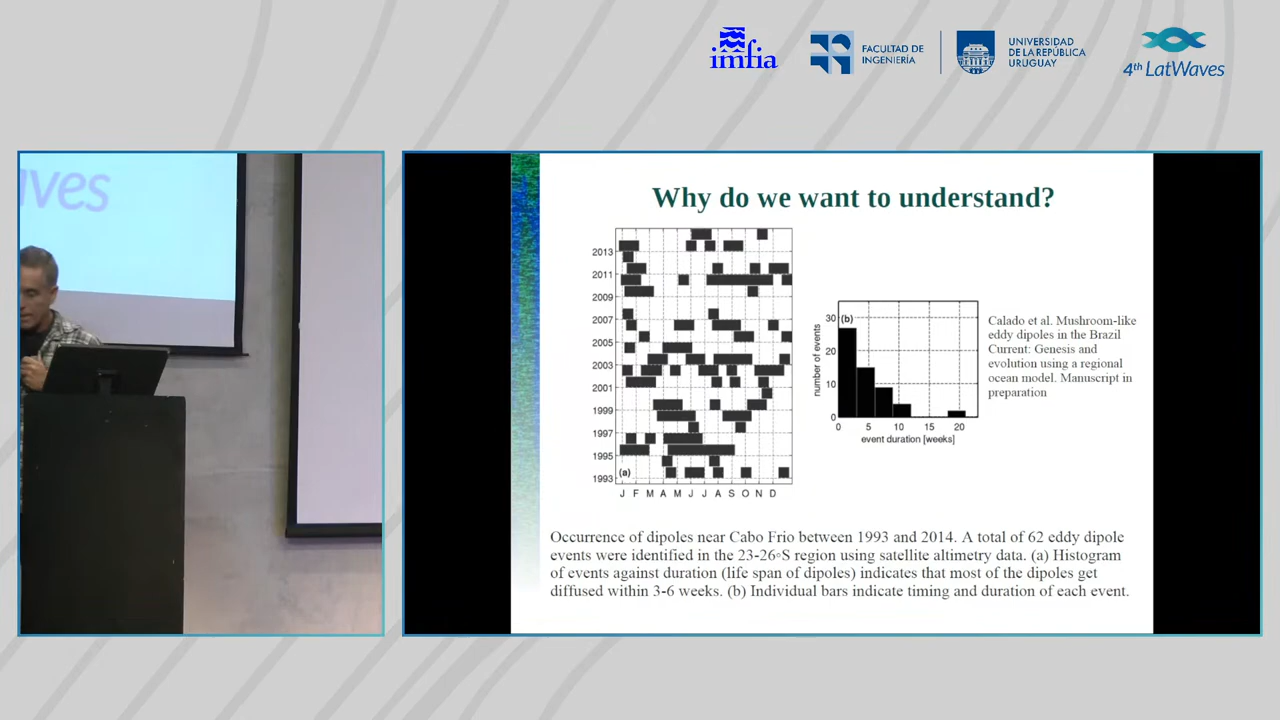 imfia
FACULTAD DE
INGENIERÍA
UNIVERSIDAD
DE LA REPÚBLICA
URUGUAY
4th LatWaves
aves
Why do we want to understand?
2013
2011
2009
2007
2005
2003
2001
1999
1997
1995
1993
(a)
J F M A M J J A S O N D
number of events
30
20
10
0
(b)
0 5 10 15 20
event duration [weeks]
Calado et al. Mushroom-like
eddy dipoles in the Brazil
Current: Genesis and
evolution using a regional
ocean model. Manuscript in
preparation
Occurrence of dipoles near Cabo Frio between 1993 and 2014. A total of 62 eddy dipole
events were identified in the 23-26◦S region using satellite altimetry data. (a) Histogram
of events against duration (life span of dipoles) indicates that most of the dipoles get
diffused within 3-6 weeks. (b) Individual bars indicate timing and duration of each event.